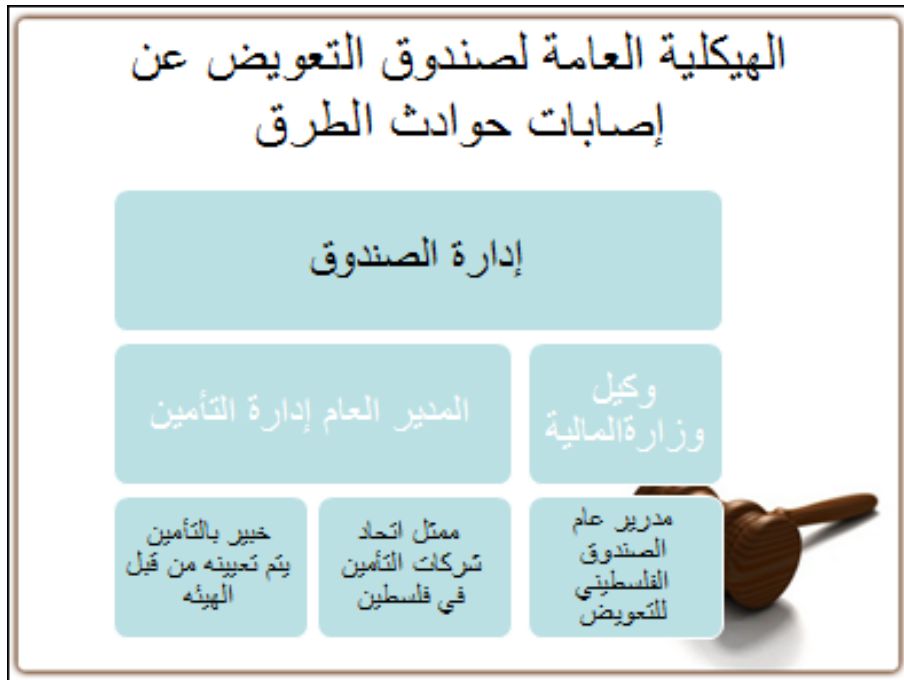 الهيكلية العامة لصندوق التعويض عن
إصابات حوادث الطرق
إدارة الصندوق
وكيل
وزارةالمالية
المدير العام إدارة التأمين
مدرير عام
الصندوق
الفلسطيني
للتعويض
ممثل اتحاد
شركات التأمين
في فلسطين
خبير بالتأمين
يتم تعيينه من قبل
الهيئه